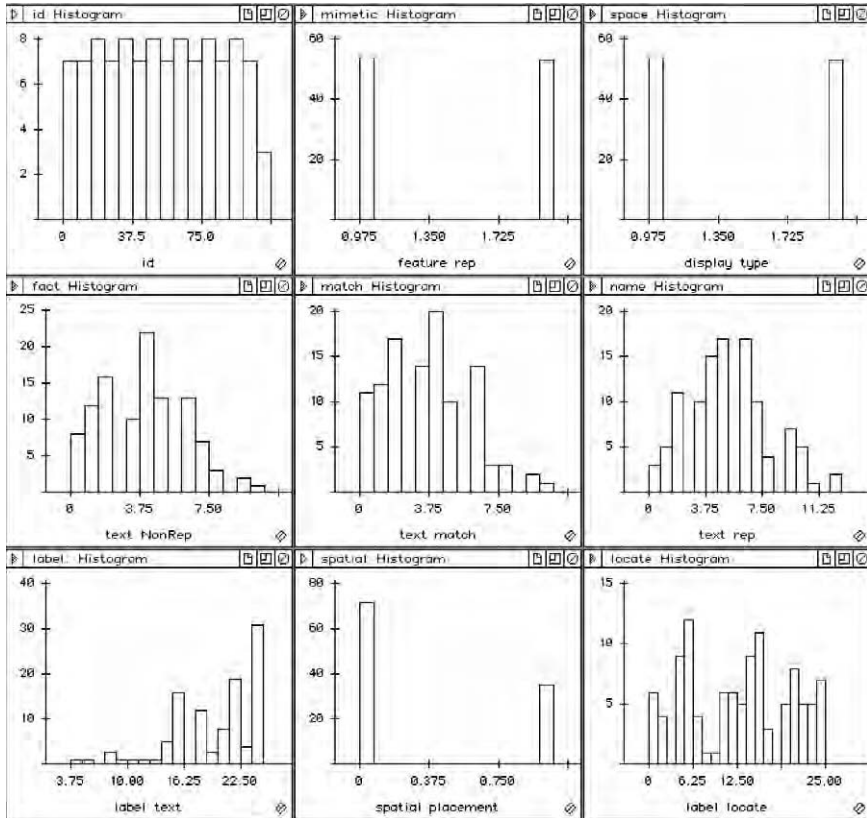 id Histogram
8
6
4
2
0 37.5 75.0
id
mimetic Histogram
60
40
20
0.975 1.350 1.725
feature rep
space Histogram
60
40
20
0.975 1.350 1.725
display type
fact Histogram
25
20
15
10
5
0 3.75 7.50
text NonRep
match Histogram
20
15
10
5
0 3.75 7.50
text match
name Histogram
20
15
10
5
0 3.75 7.50 11.25
text rep
label: Histogram
40
30
20
10
3.75 10.00 16.25 22.50
label text
spatial Histogram
80
60
40
20
0 0.375 0.750
spatial placement
locate Histogram
15
10
5
0 6.25 12.50 25.00
label locate